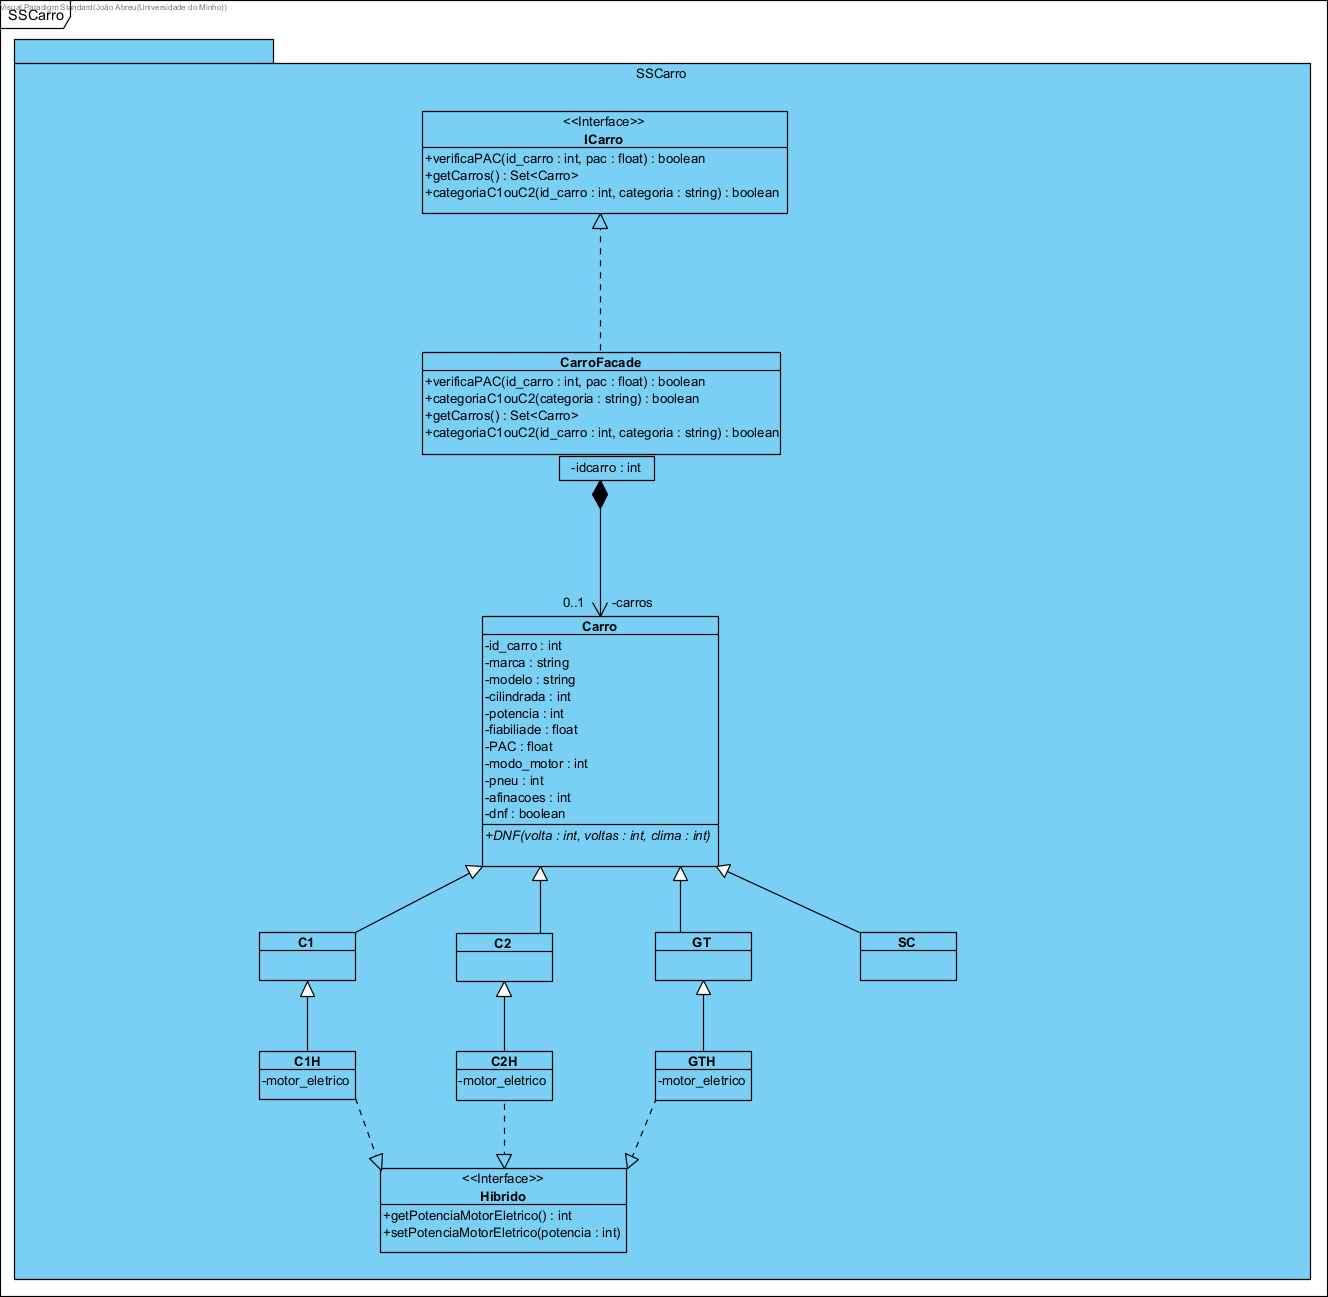 Visual Paradigm Standard(João Abreu(Universidade do Minho))
SSCarro
SSCarro
<<Interface>>
ICarro
+verificaPAC(id_carro : int, pac : float) : boolean
+getCarros() : Set<Carro>
+categoriaC1ouC2(id_carro : int, categoria : string) : boolean
CarroFacade
+verificaPAC(id_carro : int, pac : float) : boolean
+categoriaC1ouC2(categoria : string) : boolean
+getCarros() : Set<Carro>
+categoriaC1ouC2(id_carro : int, categoria : string) : boolean
-idcarro : int
0..1 -carros
Carro
-id_carro : int
-marca : string
-modelo : string
-cilindrada : int
-potencia : int
-fiabiliade : float
-PAC : float
-modo_motor : int
-pneu : int
-afinacoes : int
-dnf : boolean
+DNF(volta : int, voltas : int, clima : int)
C1 C2 GT SC
C1H C2H GTH
-motor_eletrico -motor_eletrico -motor_eletrico
<<Interface>>
Hibrido
+getPotenciaMotorEletrico() : int
+setPotenciaMotorEletrico(potencia : int)